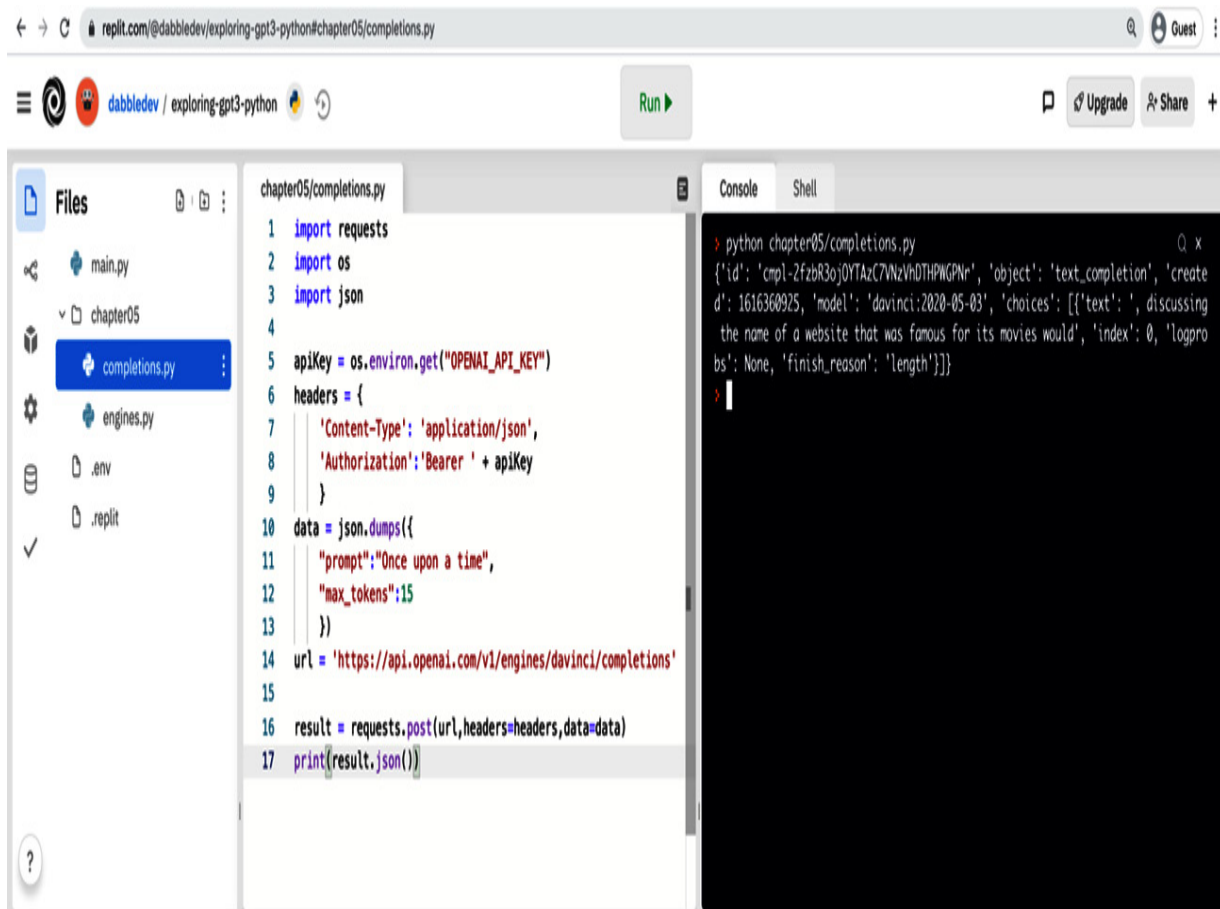 replit.com/@dabbledev/exploring-gpt3-python#chapter05/completions.py
Guest
dabbledev / exploring-gpt3-python
Run
Upgrade
Share
+
Files
main.py
chapter05
completions.py
engines.py
.env
.replit
?
chapter05/completions.py
1 import requests
2 import os
3 import json
4
5 apiKey = os.environ.get("OPENAI_API_KEY")
6 headers = {
7 'Content-Type': 'application/json',
8 'Authorization':'Bearer ' + apiKey
9 }
10 data = json.dumps({
11 "prompt":"Once upon a time",
12 "max_tokens":15
13 })
14 url = 'https://api.openai.com/v1/engines/davinci/completions'
15
16 result = requests.post(url,headers=headers,data=data)
17 print(result.json())
Console
Shell
> python chapter05/completions.py
{'id': 'cmpl-2fzbR3ojOYTAzC7VNzVhDTHPWGPNr', 'object': 'text_completion', 'create
d': 1616360925, 'model': 'davinci:2020-05-03', 'choices': [{'text': ', discussing
the name of a website that was famous for its movies would', 'index': 0, 'logpro
bs': None, 'finish_reason': 'length'}]}
>